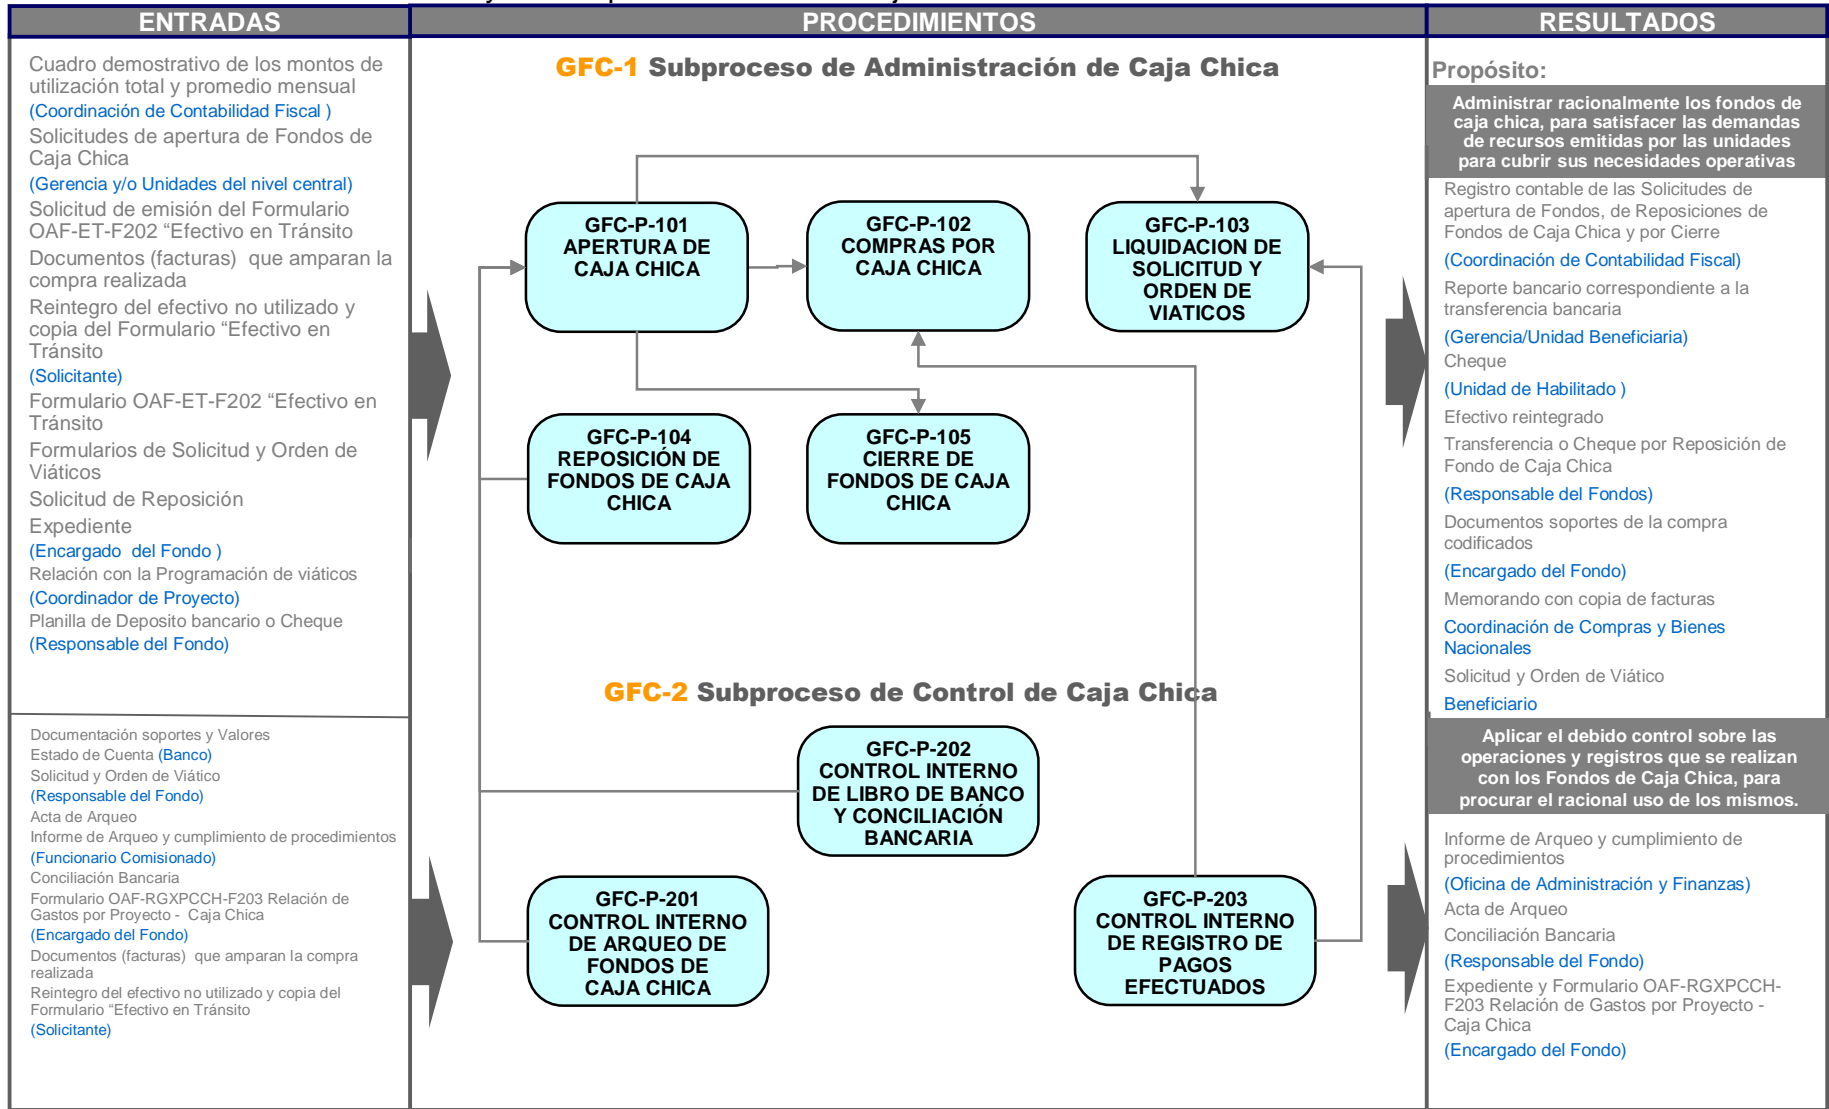 ENTRADAS
Cuadro demostrativo de los montos de
utilización total y promedio mensual
(Coordinación de Contabilidad Fiscal )
Solicitudes de apertura de Fondos de
Caja Chica
(Gerencia y/o Unidades del nivel central)
Solicitud de emisión del Formulario
OAF-ET-F202 “Efectivo en Tránsito
Documentos (facturas) que amparan la
compra realizada
Reintegro del efectivo no utilizado y
copia del Formulario “Efectivo en
Tránsito
(Solicitante)
Formulario OAF-ET-F202 “Efectivo en
Tránsito
Formularios de Solicitud y Orden de
Viáticos
Solicitud de Reposición
Expediente
(Encargado del Fondo )
Relación con la Programación de viáticos
(Coordinador de Proyecto)
Planilla de Deposito bancario o Cheque
(Responsable del Fondo)
Documentación soportes y Valores
Estado de Cuenta (Banco)
Solicitud y Orden de Viático
(Responsable del Fondo)
Acta de Arqueo
Informe de Arqueo y cumplimiento de procedimientos
(Funcionario Comisionado)
Conciliación Bancaria
Formulario OAF-RGXPCCH-F203 Relación de
Gastos por Proyecto - Caja Chica
(Encargado del Fondo)
Documentos (facturas) que amparan la compra
realizada
Reintegro del efectivo no utilizado y copia del
Formulario “Efectivo en Tránsito
(Solicitante)
PROCEDIMIENTOS
GFC-1 Subproceso de Administración de Caja Chica
GFC-P-101
APERTURA DE
CAJA CHICA
GFC-P-102
COMPRAS POR
CAJA CHICA
GFC-P-103
LIQUIDACION DE
SOLICITUD Y
ORDEN DE
VIATICOS
GFC-P-104
REPOSICIÓN DE
FONDOS DE CAJA
CHICA
GFC-P-105
CIERRE DE
FONDOS DE CAJA
CHICA
GFC-2 Subproceso de Control de Caja Chica
GFC-P-202
CONTROL INTERNO
DE LIBRO DE BANCO
Y CONCILIACIÓN
BANCARIA
GFC-P-201
CONTROL INTERNO
DE ARQUEO DE
FONDOS DE
CAJA CHICA
GFC-P-203
CONTROL INTERNO
DE REGISTRO DE
PAGOS
EFECTUADOS
RESULTADOS
Propósito:
Administrar racionalmente los fondos de
caja chica, para satisfacer las demandas
de recursos emitidas por las unidades
para cubrir sus necesidades operativas
Registro contable de las Solicitudes de
apertura de Fondos, de Reposiciones de
Fondos de Caja Chica y por Cierre
(Coordinación de Contabilidad Fiscal)
Reporte bancario correspondiente a la
transferencia bancaria
(Gerencia/Unidad Beneficiaria)
Cheque
(Unidad de Habilitado )
Efectivo reintegrado
Transferencia o Cheque por Reposición de
Fondo de Caja Chica
(Responsable del Fondos)
Documentos soportes de la compra
codificados
(Encargado del Fondo)
Memorando con copia de facturas
Coordinación de Compras y Bienes
Nacionales
Solicitud y Orden de Viático
Beneficiario
Aplicar el debido control sobre las
operaciones y registros que se realizan
con los Fondos de Caja Chica, para
procurar el racional uso de los mismos.
Informe de Arqueo y cumplimiento de
procedimientos
(Oficina de Administración y Finanzas)
Acta de Arqueo
Conciliación Bancaria
(Responsable del Fondo)
Expediente y Formulario OAF-RGXPCCH-
F203 Relación de Gastos por Proyecto -
Caja Chica
(Encargado del Fondo)